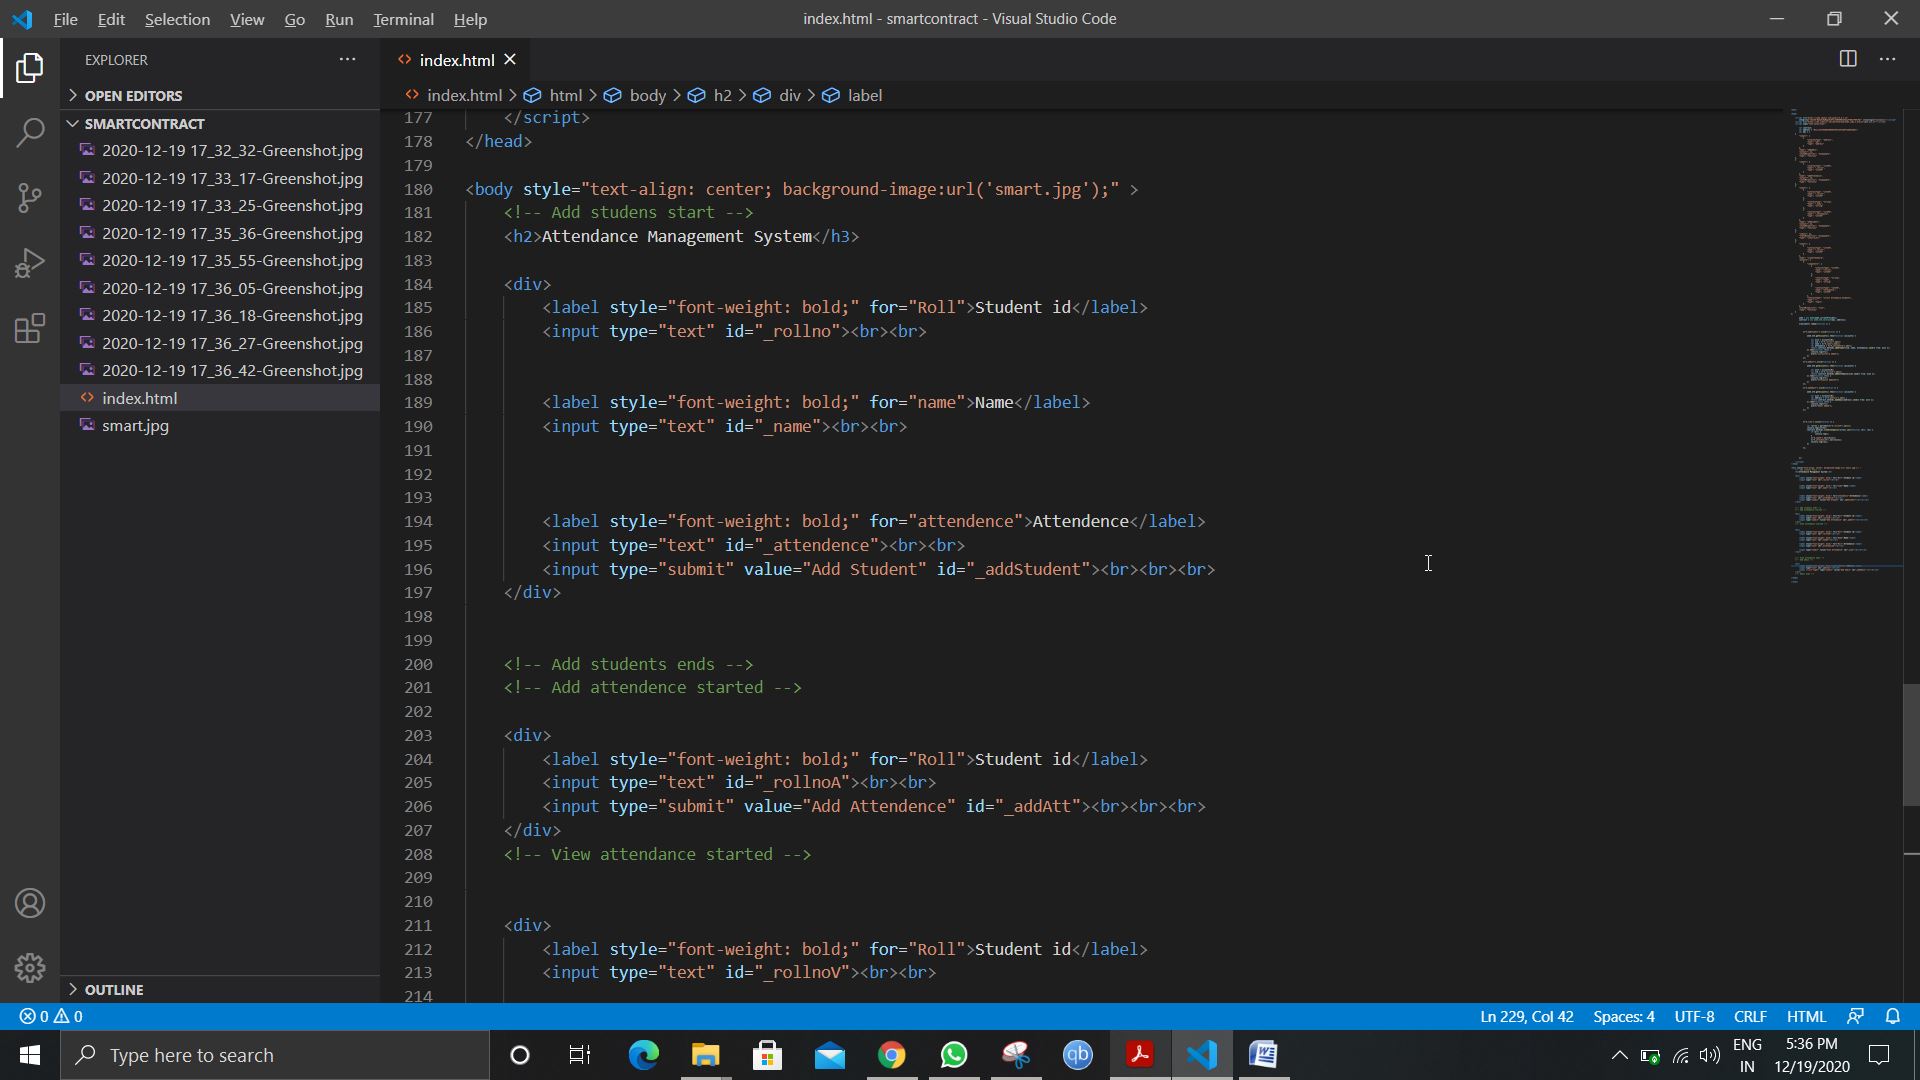 File Edit Selection View Go Run Terminal Help
index.html - smartcontract - Visual Studio Code
EXPLORER
index.html
OPEN EDITORS
index.html > html > body > h2 > div > label
SMARTCONTRACT
2020-12-19 17_32_32-Greenshot.jpg
2020-12-19 17_33_17-Greenshot.jpg
2020-12-19 17_33_25-Greenshot.jpg
2020-12-19 17_35_36-Greenshot.jpg
2020-12-19 17_35_55-Greenshot.jpg
2020-12-19 17_36_05-Greenshot.jpg
2020-12-19 17_36_18-Greenshot.jpg
2020-12-19 17_36_27-Greenshot.jpg
2020-12-19 17_36_42-Greenshot.jpg
index.html
smart.jpg
OUTLINE
177 </script>
178 </head>
179
180 <body style="text-align: center; background-image:url('smart.jpg');" >
181 <!-- Add studens start -->
182 <h2>Attendance Management System</h3>
183
184 <div>
185 <label style="font-weight: bold;" for="Roll">Student id</label>
186 <input type="text" id="_rollno"><br><br>
187
188
189 <label style="font-weight: bold;" for="name">Name</label>
190 <input type="text" id="_name"><br><br>
191
192
193
194 <label style="font-weight: bold;" for="attendence">Attendence</label>
195 <input type="text" id="_attendence"><br><br>
196 <input type="submit" value="Add Student" id="_addStudent"><br><br><br>
197 </div>
198
199
200 <!-- Add students ends -->
201 <!-- Add attendence started -->
202
203 <div>
204 <label style="font-weight: bold;" for="Roll">Student id</label>
205 <input type="text" id="_rollnoA"><br><br>
206 <input type="submit" value="Add Attendence" id="_addAtt"><br><br><br>
207 </div>
208 <!-- View attendance started -->
209
210
211 <div>
212 <label style="font-weight: bold;" for="Roll">Student id</label>
213 <input type="text" id="_rollnoV"><br><br>
214
0 0
Ln 229, Col 42 Spaces: 4 UTF-8 CRLF HTML
Type here to search
qb
ENG
IN
5:36 PM
12/19/2020